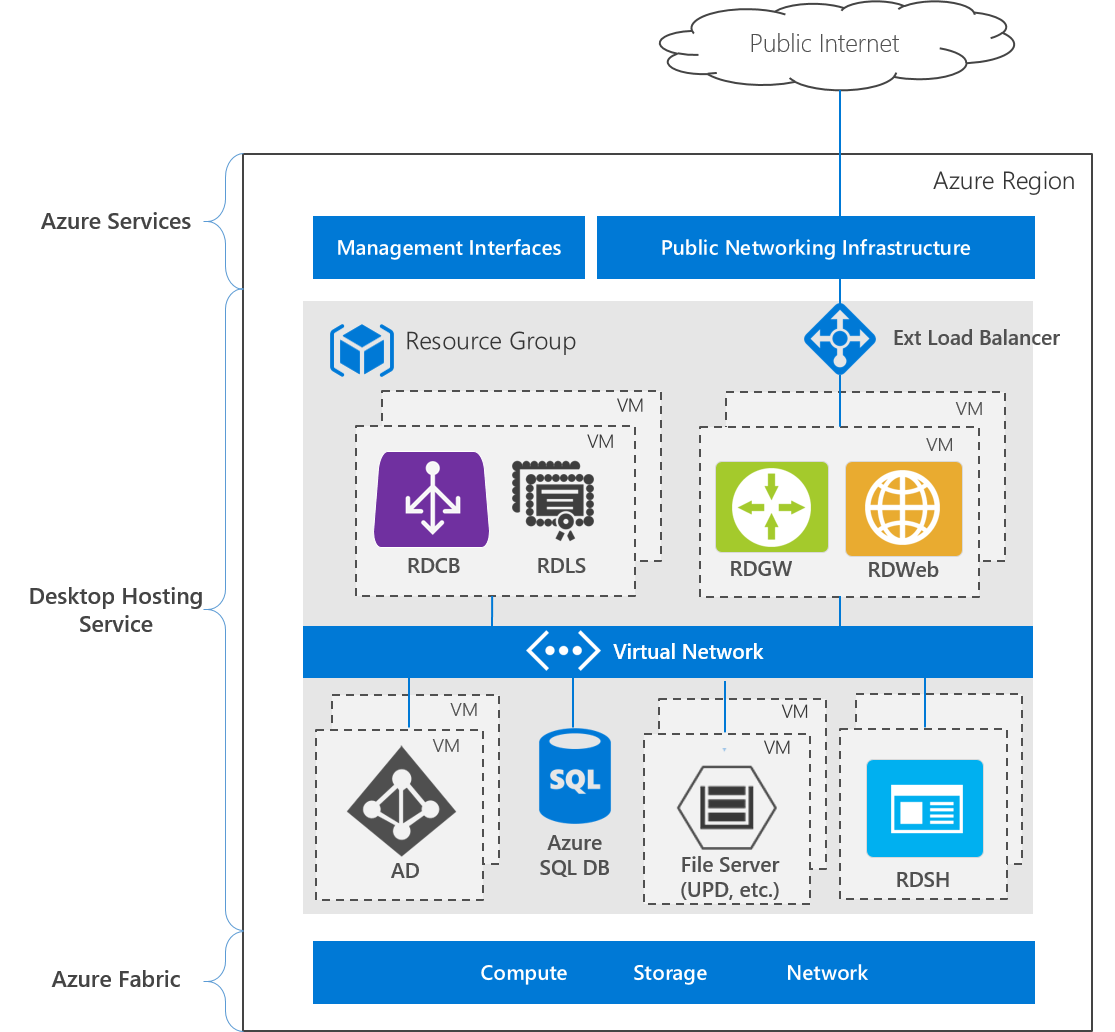 Public Internet
Azure Region
Azure Services
Management Interfaces
Public Networking Infrastructure
Resource Group
Ext Load Balancer
VM
VM
VM
VM
RDCB
RDLS
RDGW
RDWeb
Desktop Hosting
Service
Virtual Network
VM
VM
VM
VM
SQL
AD
Azure
SQL DB
File Server
(UPD, etc.)
RDSH
Azure Fabric
Compute
Storage
Network